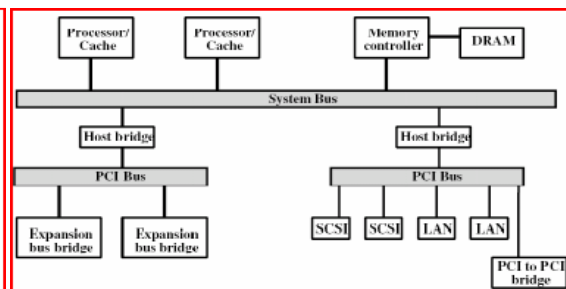 Processor/
Cache
Processor/
Cache
Memory
controller
DRAM
System Bus
Host bridge
Host bridge
PCI Bus
PCI Bus
Expansion
bus bridge
Expansion
bus bridge
SCSI
SCSI
LAN
LAN
PCI to PCI
bridge